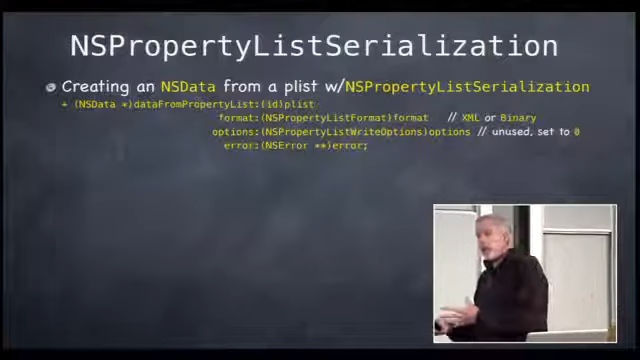 NSPropertyListSerialization
Creating an NSData from a plist w/NSPropertyListSerialization
+ (NSData *)dataFromPropertyList:(id)plist
format:(NSPropertyListFormat)format // XML or Binary
options:(NSPropertyListWriteOptions)options // unused, set to 0
error:(NSError **)error;